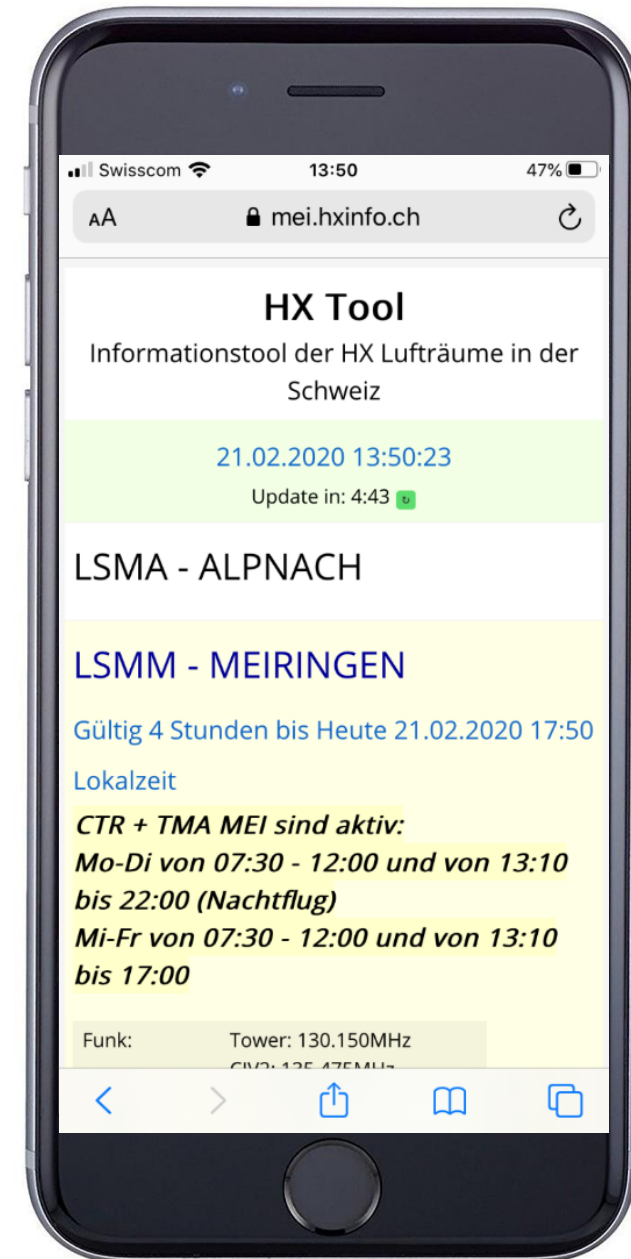 Swisscom
13:50
47%
AA
mei.hxinfo.ch
HX Tool
Informationstool der HX Lufträume in der
Schweiz
21.02.2020 13:50:23
Update in: 4:43
LSMA - ALPNACH
LSMM - MEIRINGEN
Gültig 4 Stunden bis Heute 21.02.2020 17:50
Lokalzeit
CTR + TMA MEI sind aktiv:
Mo-Di von 07:30 - 12:00 und von 13:10
bis 22:00 (Nachtflug)
Mi-Fr von 07:30 - 12:00 und von 13:10
bis 17:00
Funk: Tower: 130.150MHz